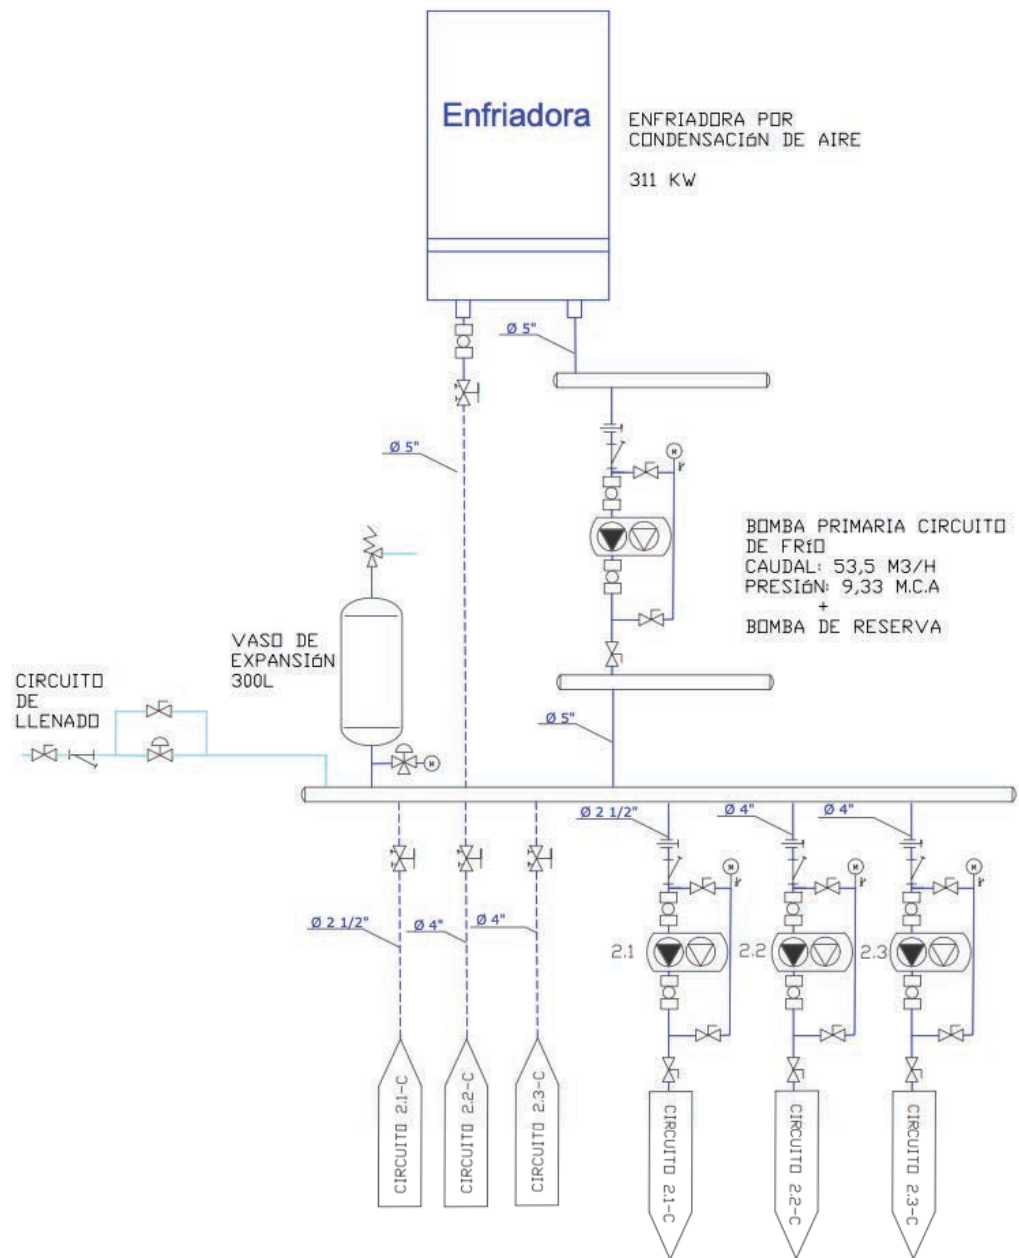 Enfriadora
ENFRIADORA POR
CONDENSACIóN DE AIRE
311 KW
Ø 5"
Ø 5"
BOMBA PRIMARIA CIRCUITO
DE FRíO
CAUDAL: 53,5 M3/H
PRESIóN: 9,33 M.C.A
+
BOMBA DE RESERVA
M
VASO DE
EXPANSIóN
300L
CIRCUITO
DE
LLENADO
M
Ø 5"
Ø 2 1/2"
Ø 4"
Ø 4"
M
M
M
Ø 2 1/2"
Ø 4"
Ø 4"
2.1
2.2
2.3
CIRCUITO 2.1-C
CIRCUITO 2.2-C
CIRCUITO 2.3-C
CIRCUITO 2.1-C
CIRCUITO 2.2-C
CIRCUITO 2.3-C